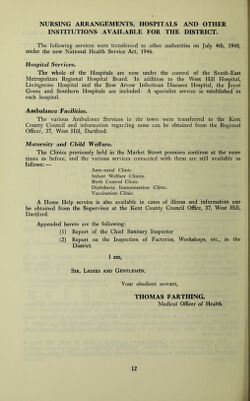 NURSING ARRANGEMENTS, HOSPITALS AND OTHER
INSTITUTIONS AVAILABLE FOR THE DISTRICT.
The following services were transferred to other authorities on July 4th, 1948,
under the new National Health Service Act, 1946.
Hospital Services.
The whole of the Hospitals are now under the control of the South-East
Metropolitan Regional Hospital Board. In addition to the West Hill Hospital,
Livingstone Hospital and the Bow Arrow Infectious Diseases Hospital, the Joyce
Green and Southern Hospitals are included. A specialist service is established at
each hospital.
Ambulance Facilities.
The various Ambulance Services in the town were transferred to the Kent
County Council and information regarding same can be obtained from the Regional
Officer, 37, West Hill, Dartford.
Maternity and Child Welfare.
The Clinics previously held in the Market Street premises continue at the same
times as before, and the various services connected with them are still available as
follows:—
Ante-natal Clinic.
Infant Welfare Clinics.
Birth Control Clinic.
Diphtheria Immunisation Clinic.
Vaccination Clinic.
A Home Help service is also available in cases of illness and information can
be obtained from the Supervisor at the Kent County Council Office, 37, West Hill,
Dartford.
Appended hereto are the following:
(1) Report of the Chief Sanitary Inspector
(2) Report on the Inspection of Factories, Workshops, etc., in the
District.
I am,
Sir, Ladies and Gentlemen,
Your obedient servant,
THOMAS FARTHING,
Medical Officer of Health.
12